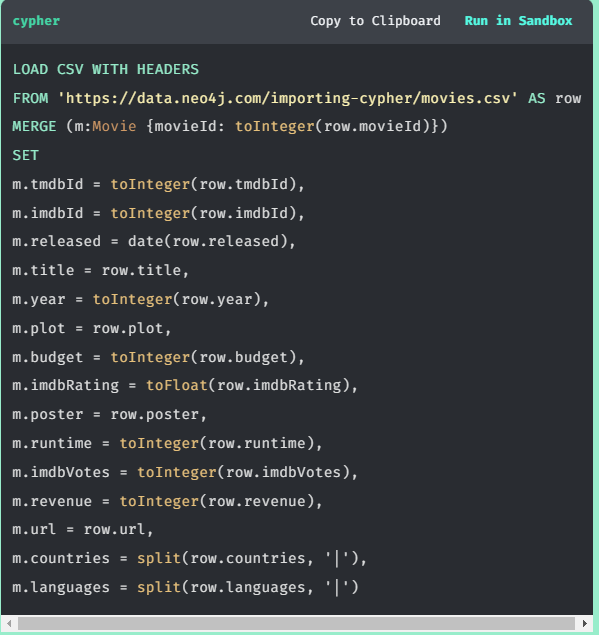 cypher Copy to Clipboard Run in Sandbox
LOAD CSV WITH HEADERS
FROM 'https://data.neo4j.com/importing-cypher/movies.csv' AS row
MERGE (m:Movie {movieId: toInteger(row.movieId)})
SET
m.tmdbId = toInteger(row.tmdbId),
m.imdbId = toInteger(row.imdbId),
m.released = date(row.released),
m.title = row.title,
m.year = toInteger(row.year),
m.plot = row.plot,
m.budget = toInteger(row.budget),
m.imdbRating = toFloat(row.imdbRating),
m.poster = row.poster,
m.runtime = toInteger(row.runtime),
m.imdbVotes = toInteger(row.imdbVotes),
m.revenue = toInteger(row.revenue),
m.url = row.url,
m.countries = split(row.countries, '|'),
m.languages = split(row.languages, '|')